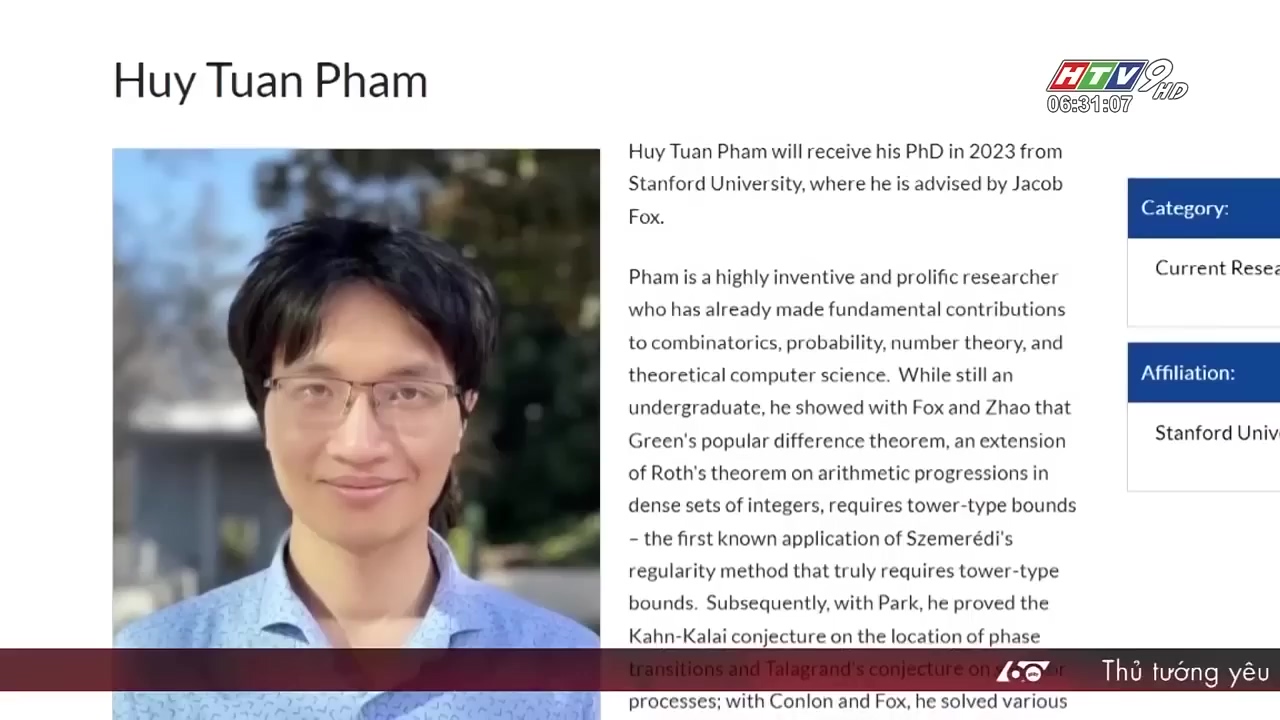 Huy Tuan Pham
HTV9 HD
06:31:07
Huy Tuan Pham will receive his PhD in 2023 from
Stanford University, where he is advised by Jacob
Fox.
Pham is a highly inventive and prolific researcher
who has already made fundamental contributions
to combinatorics, probability, number theory, and
theoretical computer science. While still an
undergraduate, he showed with Fox and Zhao that
Green's popular difference theorem, an extension
of Roth's theorem on arithmetic progressions in
dense sets of integers, requires tower-type bounds
– the first known application of Szemerédi's
regularity method that truly requires tower-type
bounds. Subsequently, with Park, he proved the
Kahn-Kalai conjecture on the location of phase
transitions and Talagrand's conjecture on
processes; with Conlon and Fox, he solved various
Category:
Current Resea
Affiliation:
Stanford Univ
60
Thủ tướng yêu